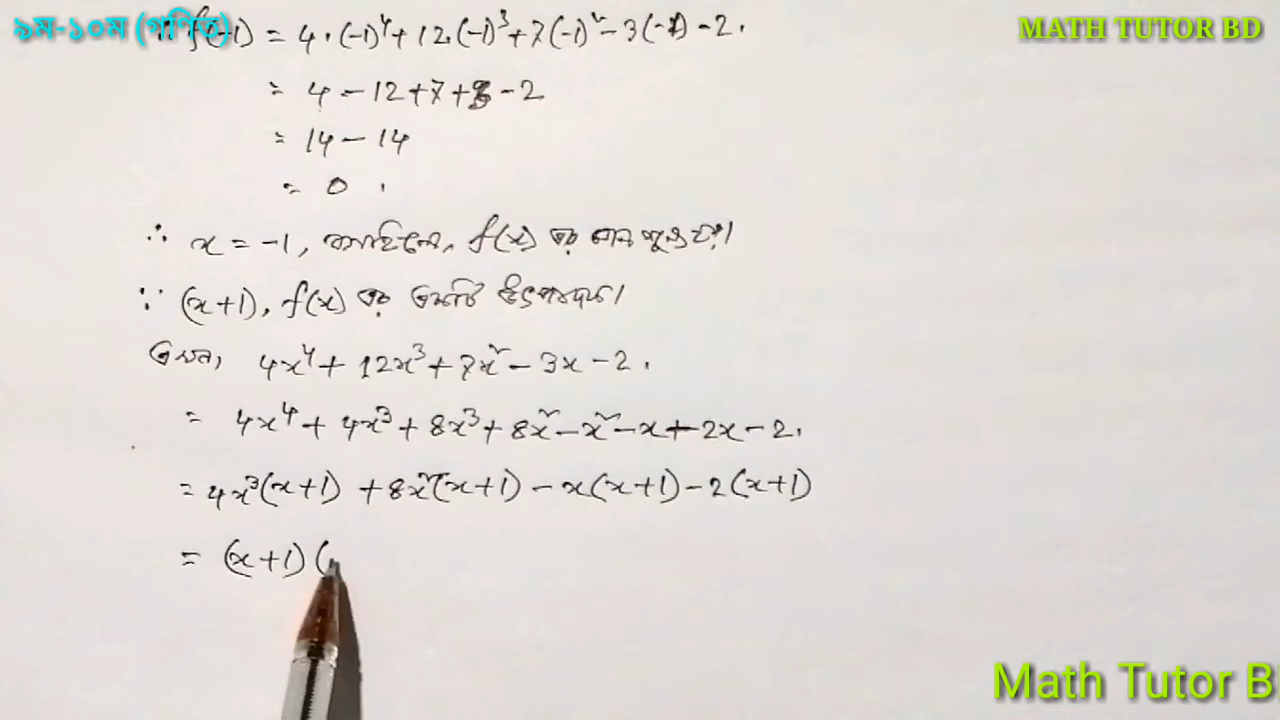 ৯ম-১০ম (গণিত)
MATH TUTOR BD
f(-1) = 4·(-1)⁴ + 12·(-1)³ + 7(-1)² - 3(-1) - 2.
= 4 - 12 + 7 + 3 - 2
= 14 - 14
= 0.
∴ x = -1, বসাইলে, f(x) এর মান শূন্য হয়।
∵ (x+1), f(x) এর একটি উৎপাদক।
এখন, 4x⁴ + 12x³ + 7x² - 3x - 2.
= 4x⁴ + 4x³ + 8x³ + 8x² - x² - x - 2x - 2.
= 4x³(x+1) + 8x²(x+1) - x(x+1) - 2(x+1)
= (x+1)(
Math Tutor B